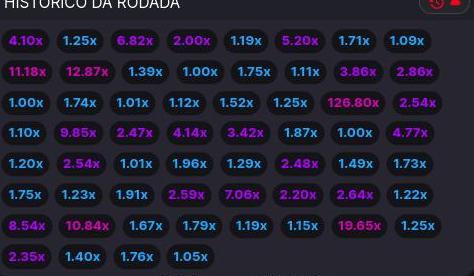 HISTÓRICO DA RODADA
4.10x 1.25x 6.82x 2.00x 1.19x 5.20x 1.71x 1.09x
11.18x 12.87x 1.39x 1.00x 1.75x 1.11x 3.86x 2.86x
1.00x 1.74x 1.01x 1.12x 1.52x 1.25x 126.80x 2.54x
1.10x 9.85x 2.47x 4.14x 3.42x 1.87x 1.00x 4.77x
1.20x 2.54x 1.01x 1.96x 1.29x 2.48x 1.49x 1.73x
1.75x 1.23x 1.91x 2.59x 7.06x 2.20x 2.64x 1.22x
8.54x 10.84x 1.67x 1.79x 1.19x 1.15x 19.65x 1.25x
2.35x 1.40x 1.76x 1.05x